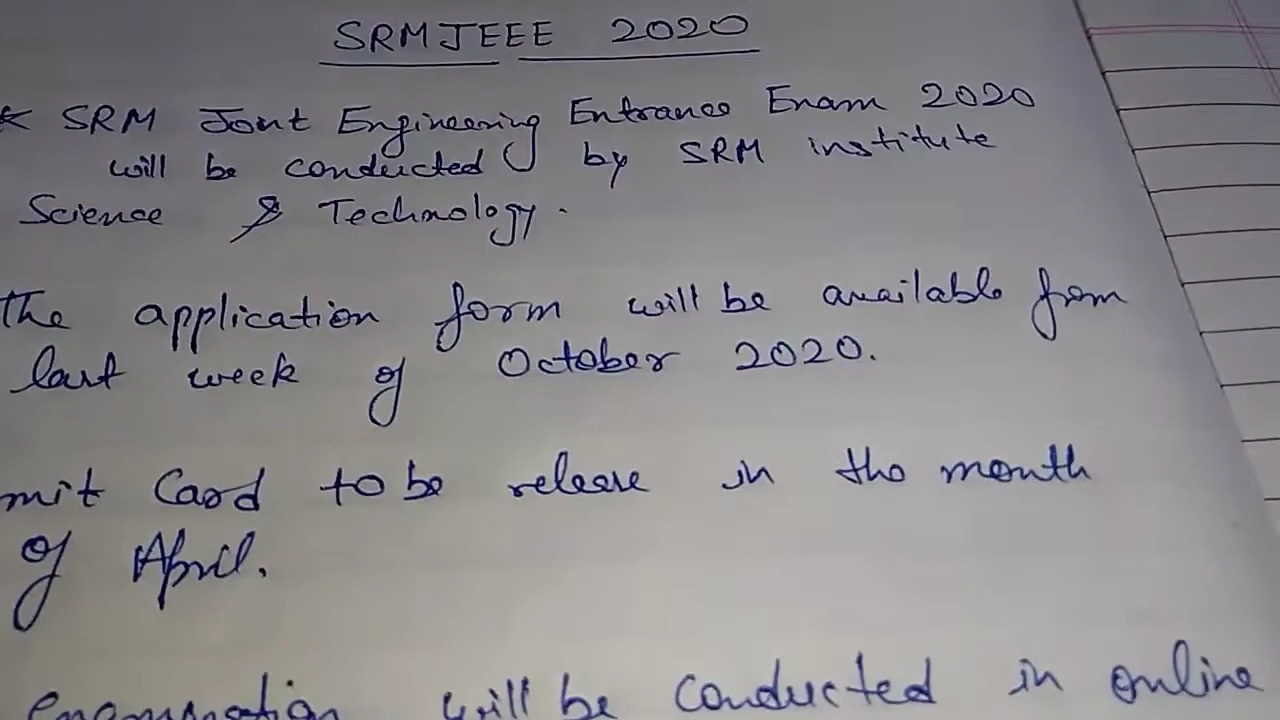 SRMJEEE 2020
* SRM Joint Engineering Entrance Exam 2020
will be conducted by SRM institute
Science & Technology.
The application form will be available from
last week of October 2020.
mit Card to be release in the month
of April.
examination will be conducted in online